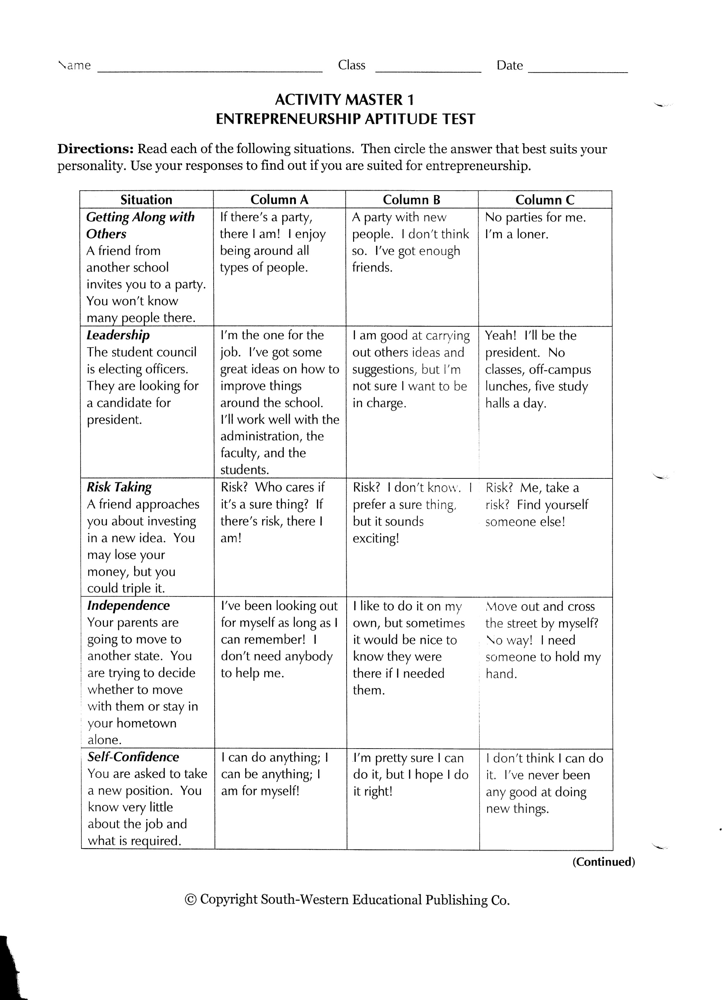 Name Class Date
ACTIVITY MASTER 1
ENTREPRENEURSHIP APTITUDE TEST
Directions: Read each of the following situations.  Then circle the answer that best suits your
personality. Use your responses to find out if you are suited for entrepreneurship.
Situation
Column A
Column B
Column C
Getting Along with
Others
A friend from
another school
invites you to a party.
You won't know
many people there.
If there's a party,
there I am!  I enjoy
being around all
types of people.
A party with new
people.  I don't think
so.  I've got enough
friends.
No parties for me.
I'm a loner.
Leadership
The student council
is electing officers.
They are looking for
a candidate for
president.
I'm the one for the
job.  I've got some
great ideas on how to
improve things
around the school.
I'll work well with the
administration, the
faculty, and the
students.
I am good at carrying
out others ideas and
suggestions, but I'm
not sure I want to be
in charge.
Yeah!  I'll be the
president.  No
classes, off-campus
lunches, five study
halls a day.
Risk Taking
A friend approaches
you about investing
in a new idea.  You
may lose your
money, but you
could triple it.
Risk?  Who cares if
it's a sure thing?  If
there's risk, there I
am!
Risk?  I don't know.  I
prefer a sure thing,
but it sounds
exciting!
Risk?  Me, take a
risk?  Find yourself
someone else!
Independence
Your parents are
going to move to
another state.  You
are trying to decide
whether to move
with them or stay in
your hometown
alone.
I've been looking out
for myself as long as I
can remember!  I
don't need anybody
to help me.
I like to do it on my
own, but sometimes
it would be nice to
know they were
there if I needed
them.
Move out and cross
the street by myself?
No way!  I need
someone to hold my
hand.
Self-Confidence
You are asked to take
a new position.  You
know very little
about the job and
what is required.
I can do anything; I
can be anything; I
am for myself!
I'm pretty sure I can
do it, but I hope I do
it right!
I don't think I can do
it.  I've never been
any good at doing
new things.
(Continued)
© Copyright South-Western Educational Publishing Co.